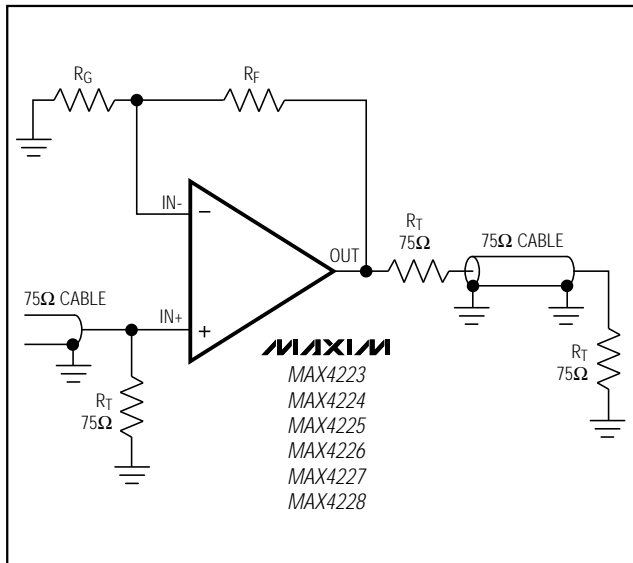 RG
RF
IN-
−
OUT
RT
75Ω
75Ω CABLE
75Ω CABLE
IN+
+
RT
75Ω
RT
75Ω
MAXIM
MAX4223
MAX4224
MAX4225
MAX4226
MAX4227
MAX4228